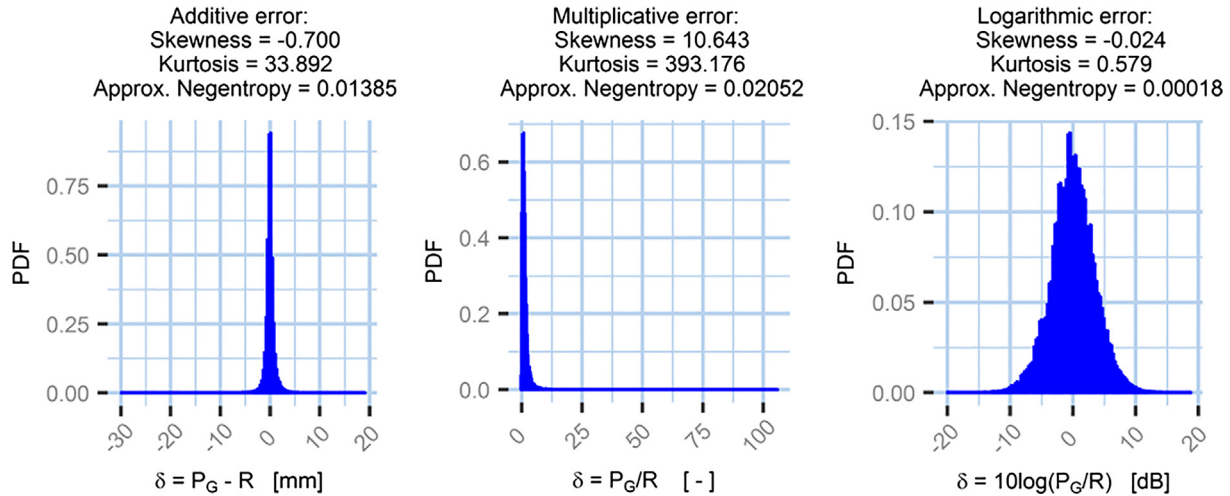 Additive error:
Skewness = -0.700
Kurtosis = 33.892
Approx. Negentropy = 0.01385
PDF
0.75
0.50
0.25
0.00
-30
-20
-10
0
10
20
δ = PG - R [mm]
Multiplicative error:
Skewness = 10.643
Kurtosis = 393.176
Approx. Negentropy = 0.02052
PDF
0.6
0.4
0.2
0.0
0
25
50
75
100
δ = PG/R [ - ]
Logarithmic error:
Skewness = -0.024
Kurtosis = 0.579
Approx. Negentropy = 0.00018
PDF
0.15
0.10
0.05
0.00
-20
-10
0
10
20
δ = 10log(PG/R) [dB]